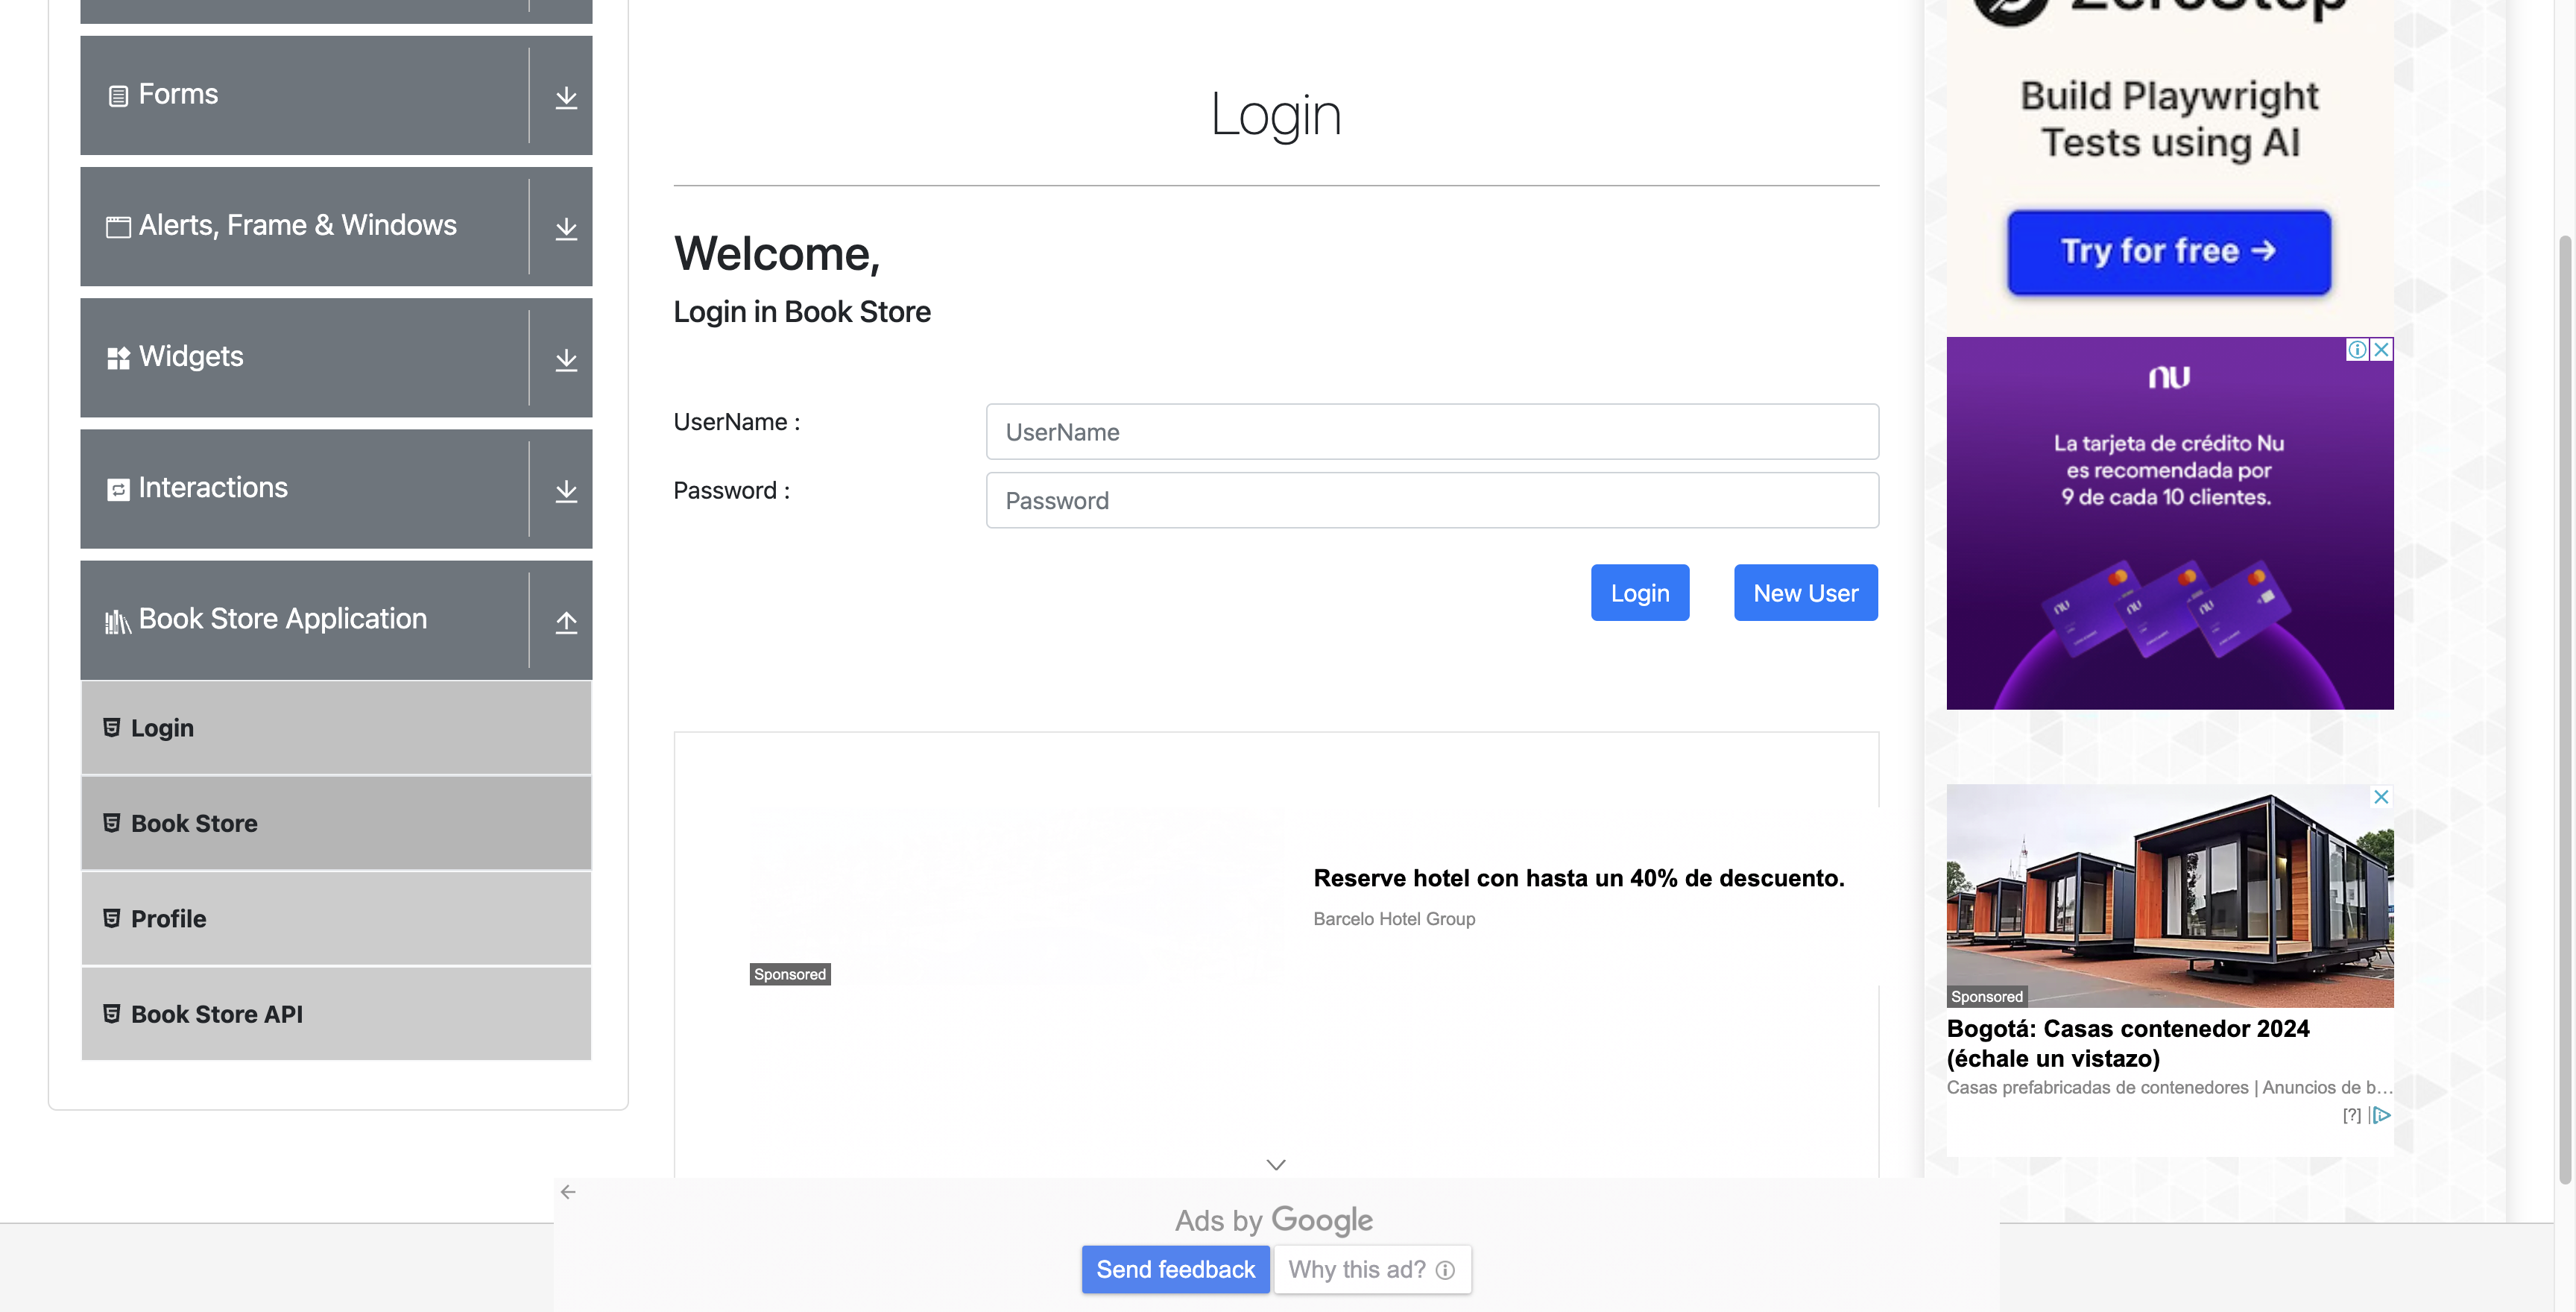 Forms
Alerts, Frame & Windows
Widgets
Interactions
Book Store Application
Login
Book Store
Profile
Book Store API
Login
Welcome,
Login in Book Store
UserName :
UserName
Password :
Password
Login
New User
Reserve hotel con hasta un 40% de descuento.
Barcelo Hotel Group
Sponsored
Ads by Google
Send feedback
Why this ad?
ZeroStep
Build Playwright
Tests using AI
Try for free →
nu
La tarjeta de crédito Nu
es recomendada por
9 de cada 10 clientes.
nu
nu
nu
Sponsored
Bogotá: Casas contenedor 2024
(échale un vistazo)
Casas prefabricadas de contenedores | Anuncios de b...
[?]